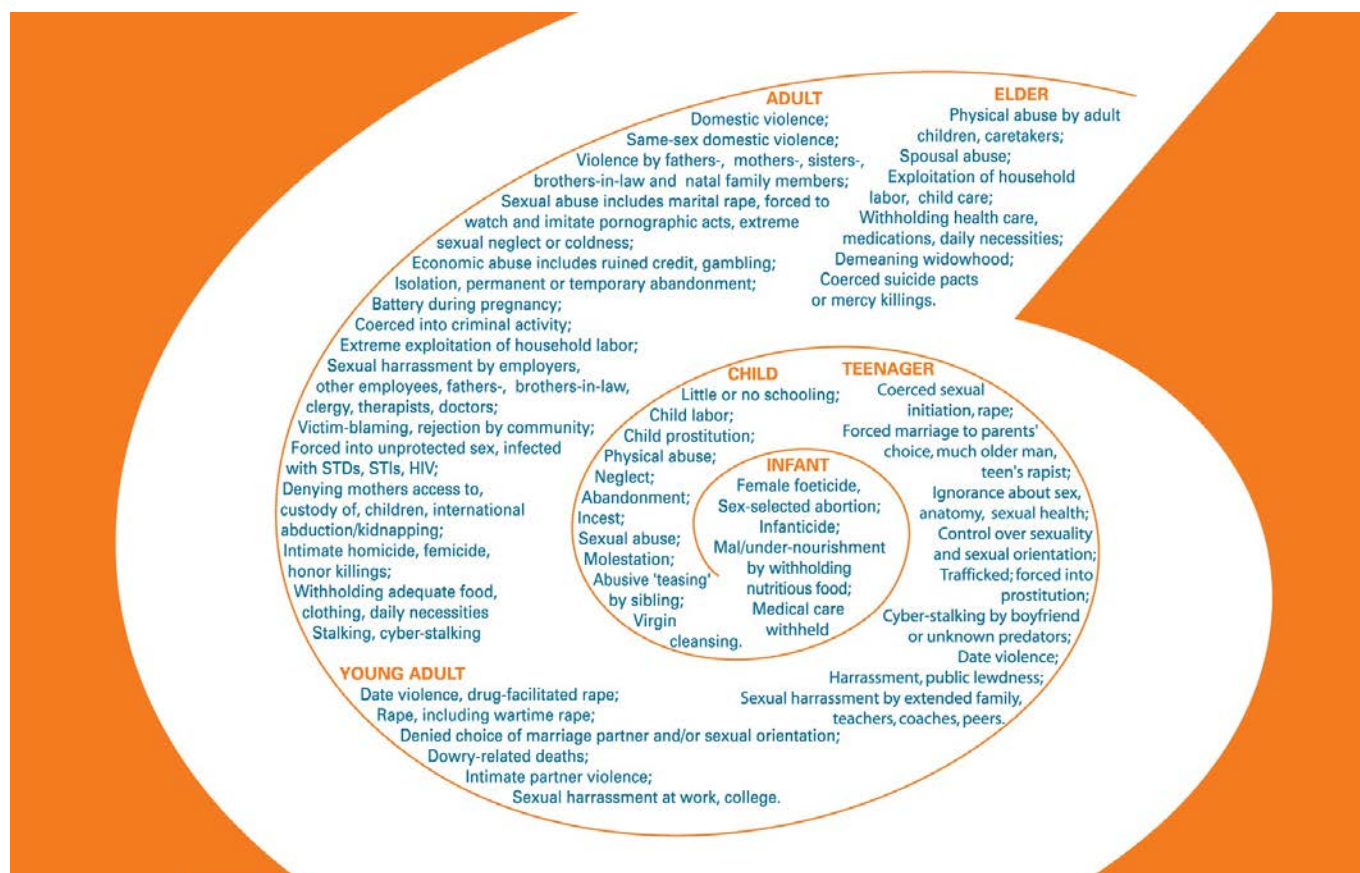 ADULT
Domestic violence;
Same-sex domestic violence;
Violence by fathers-, mothers-, sisters-,
brothers-in-law and natal family members;
Sexual abuse includes marital rape, forced to
watch and imitate pornographic acts, extreme
sexual neglect or coldness;
Economic abuse includes ruined credit, gambling;
Isolation, permanent or temporary abandonment;
Battery during pregnancy;
Coerced into criminal activity;
Extreme exploitation of household labor;
Sexual harrassment by employers,
other employees, fathers-, brothers-in-law,
clergy, therapists, doctors;
Victim-blaming, rejection by community;
Forced into unprotected sex, infected
with STDs, STIs, HIV;
Denying mothers access to,
custody of, children, international
abduction/kidnapping;
Intimate homicide, femicide,
honor killings;
Withholding adequate food,
clothing, daily necessities
Stalking, cyber-stalking
ELDER
Physical abuse by adult
children, caretakers;
Spousal abuse;
Exploitation of household
labor, child care;
Withholding health care,
medications, daily necessities;
Demeaning widowhood;
Coerced suicide pacts
or mercy killings.
CHILD
Little or no schooling;
Child labor;
Child prostitution;
Physical abuse;
Neglect;
Abandonment;
Incest;
Sexual abuse;
Molestation;
Abusive 'teasing'
by sibling;
Virgin
cleansing.
INFANT
Female foeticide,
Sex-selected abortion;
Infanticide;
Mal/under-nourishment
by withholding
nutritious food;
Medical care
withheld
TEENAGER
Coerced sexual
initiation, rape;
Forced marriage to parents'
choice, much older man,
teen's rapist;
Ignorance about sex,
anatomy, sexual health;
Control over sexuality
and sexual orientation;
Trafficked; forced into
prostitution;
Cyber-stalking by boyfriend
or unknown predators;
Date violence;
Harrassment, public lewdness;
Sexual harrassment by extended family,
teachers, coaches, peers.
YOUNG ADULT
Date violence, drug-facilitated rape;
Rape, including wartime rape;
Denied choice of marriage partner and/or sexual orientation;
Dowry-related deaths;
Intimate partner violence;
Sexual harrassment at work, college.